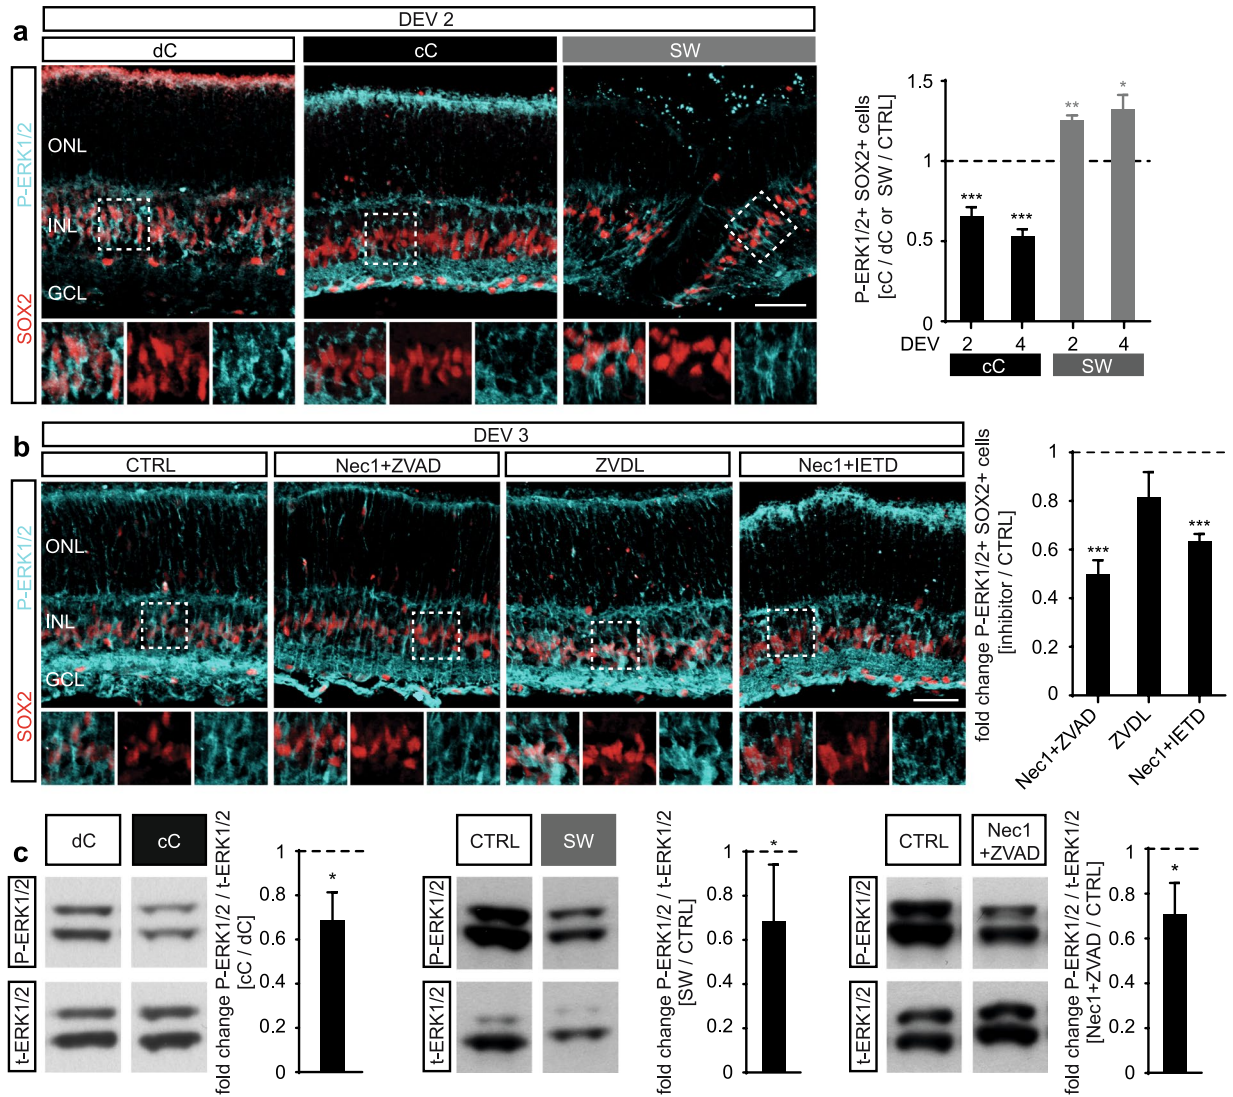 a
DEV 2
dC
cC
SW
P-ERK1/2
SOX2
ONL
INL
GCL
P-ERK1/2+ SOX2+ cells
[cC / dC or SW / CTRL]
1.5
1
0.5
0
***
***
**
*
DEV 2 4 2 4
cC SW
b
DEV 3
CTRL
Nec1+ZVAD
ZVDL
Nec1+IETD
P-ERK1/2
SOX2
ONL
INL
GCL
fold change P-ERK1/2+ SOX2+ cells
[inhibitor / CTRL]
1
0.8
0.6
0.4
0.2
0
***
***
Nec1+ZVAD
ZVDL
Nec1+IETD
c
dC
cC
P-ERK1/2
t-ERK1/2
fold change P-ERK1/2 / t-ERK1/2
[cC / dC]
1
0.8
0.6
0.4
0.2
0
*
CTRL
SW
P-ERK1/2
t-ERK1/2
fold change P-ERK1/2 / t-ERK1/2
[SW / CTRL]
1
0.8
0.6
0.4
0.2
0
*
CTRL
Nec1
+ZVAD
P-ERK1/2
t-ERK1/2
fold change P-ERK1/2 / t-ERK1/2
[Nec1+ZVAD / CTRL]
1
0.8
0.6
0.4
0.2
0
*